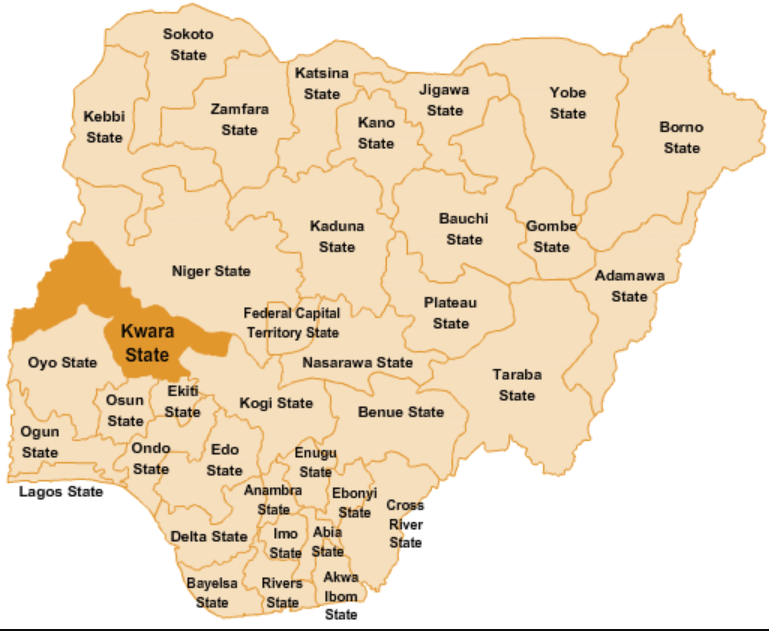 Sokoto
State
Katsina
State
Jigawa
State
Yobe
State
Kebbi
State
Zamfara
State
Kano
State
Borno
State
Kaduna
State
Bauchi
State
Gombe
State
Niger State
Adamawa
State
Federal Capital
Territory State
Plateau
State
Kwara
State
Oyo State
Nasarawa State
Taraba
State
Osun
State
Ekiti
State
Kogi State
Benue State
Ogun
State
Ondo
State
Edo
State
Enugu
State
Lagos State
Anambra
State
Ebonyi
State
Cross
River
State
Delta State
Imo
State
Abia
State
Bayelsa
State
Rivers
State
Akwa
Ibom
State